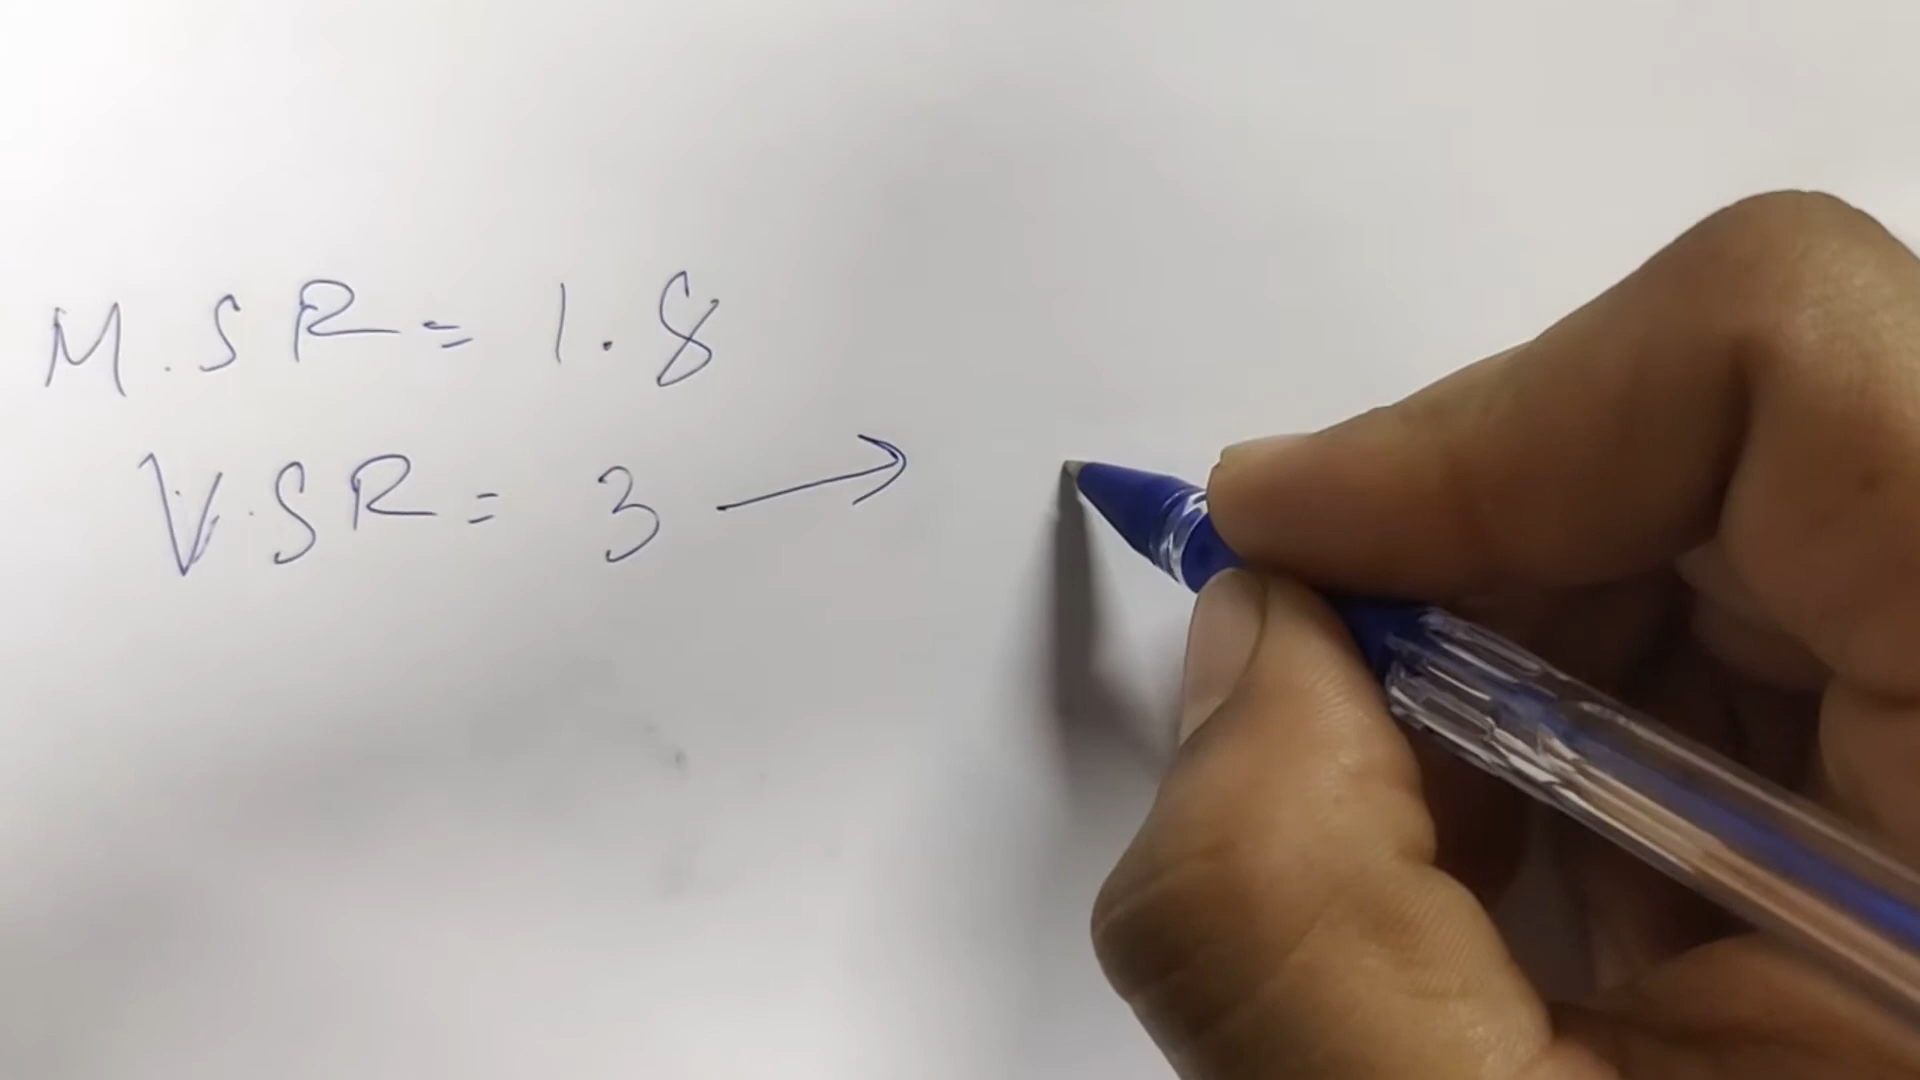 M.SR = 1.8
V.SR = 3 →